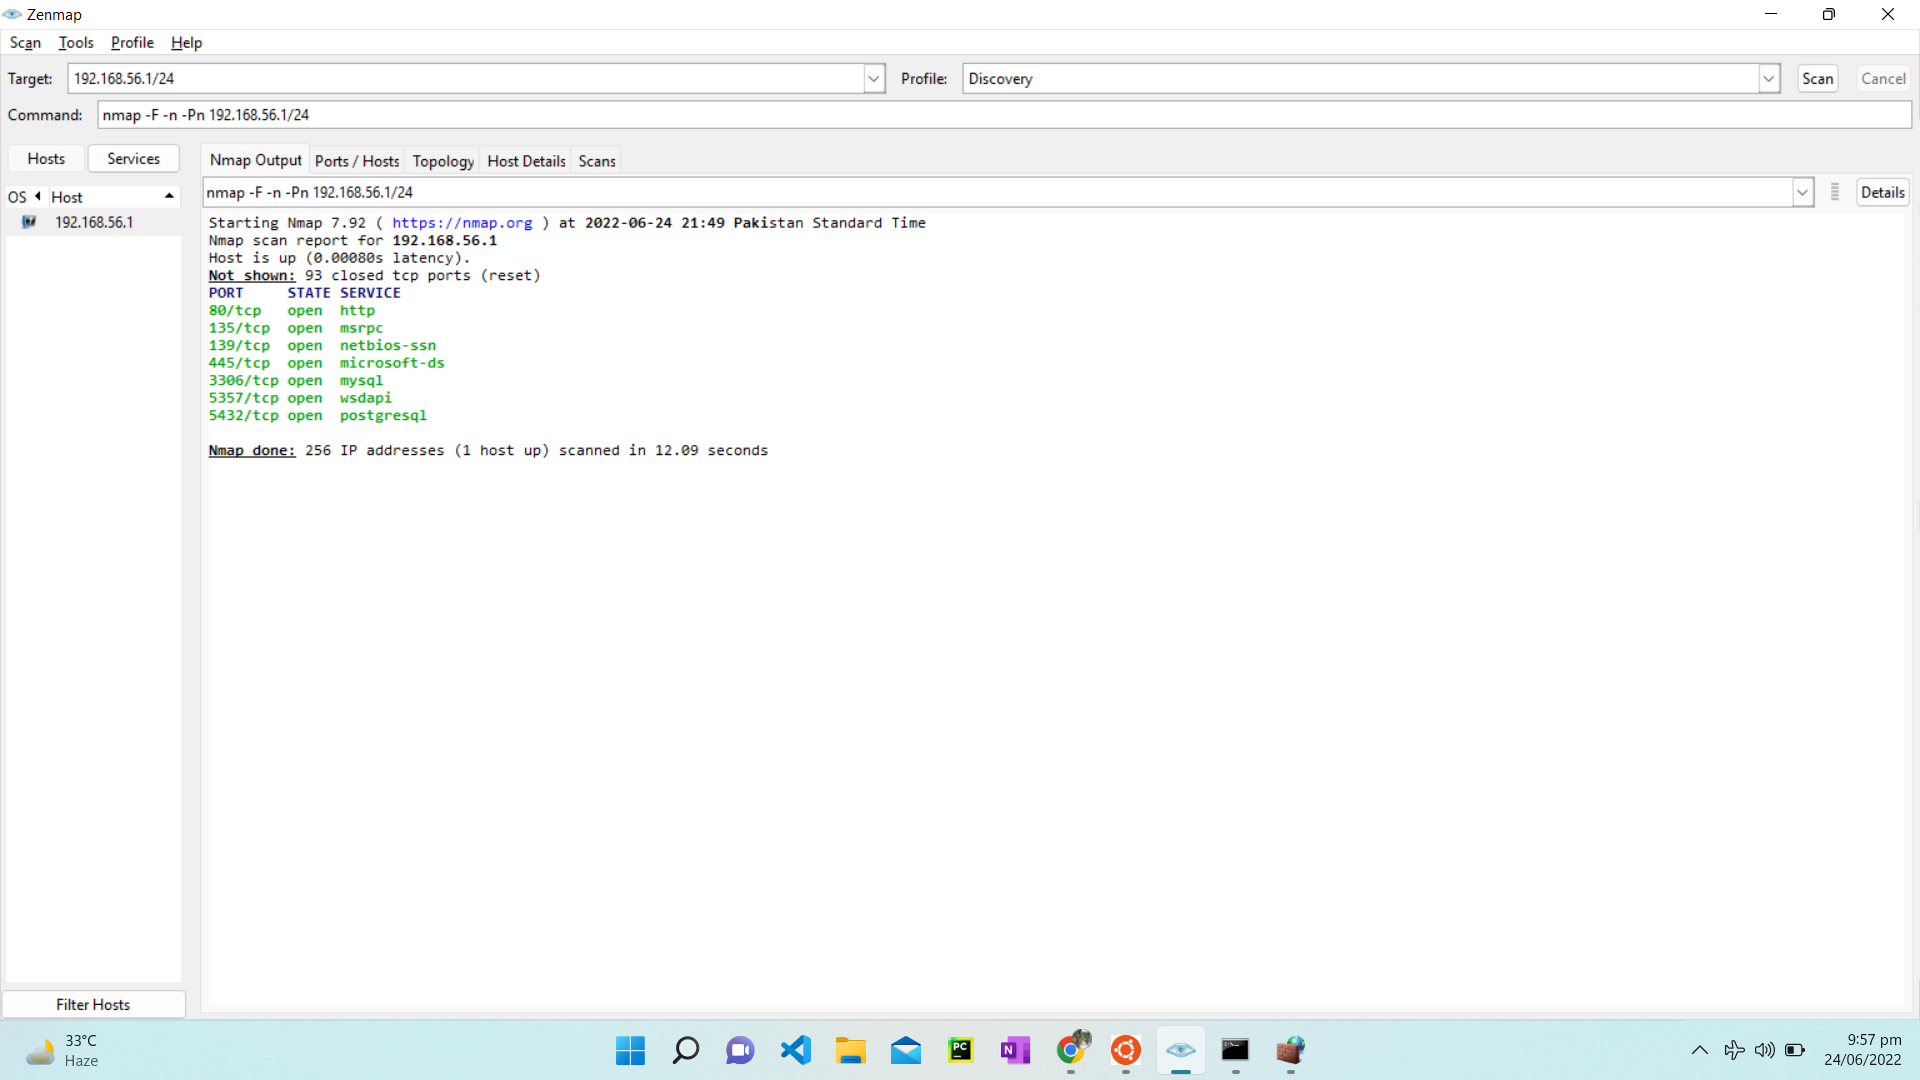 Zenmap
Scan Tools Profile Help
Target: 192.168.56.1/24 Profile: Discovery Scan Cancel
Command: nmap -F -n -Pn 192.168.56.1/24
Hosts Services Nmap Output Ports / Hosts Topology Host Details Scans
nmap -F -n -Pn 192.168.56.1/24 Details
OS Host
192.168.56.1
Starting Nmap 7.92 ( https://nmap.org ) at 2022-06-24 21:49 Pakistan Standard Time
Nmap scan report for 192.168.56.1
Host is up (0.00080s latency).
Not shown: 93 closed tcp ports (reset)
PORT STATE SERVICE
80/tcp open http
135/tcp open msrpc
139/tcp open netbios-ssn
445/tcp open microsoft-ds
3306/tcp open mysql
5357/tcp open wsdapi
5432/tcp open postgresql
Nmap done: 256 IP addresses (1 host up) scanned in 12.09 seconds
Filter Hosts
33°C
Haze
PC
N
9:57 pm
24/06/2022